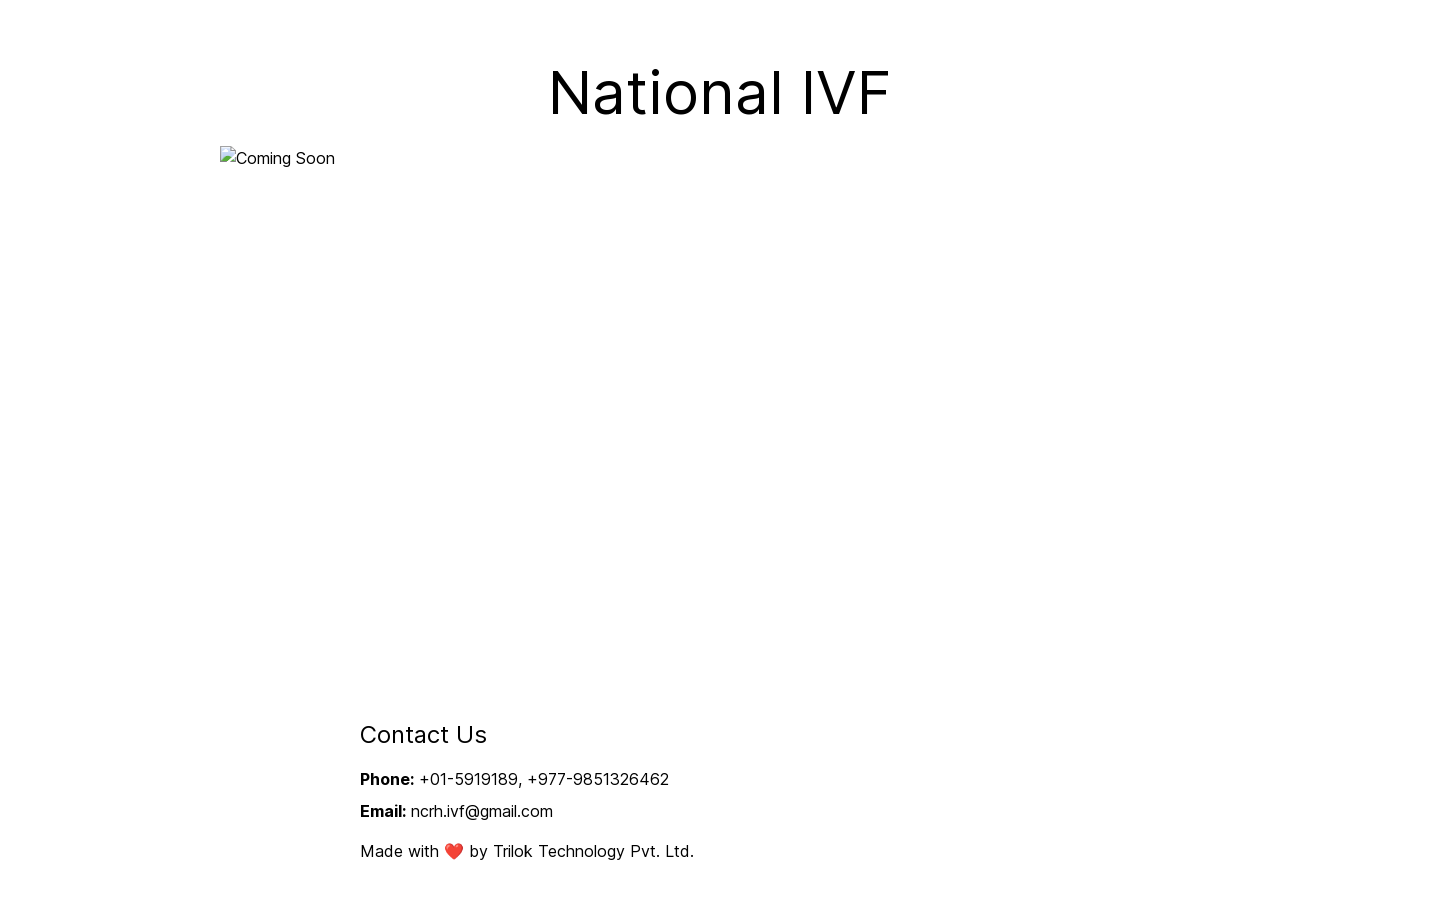 National IVF
Coming Soon
Contact Us
Phone: +01-5919189, +977-9851326462
Email: ncrh.ivf@gmail.com
Made with ❤️ by Trilok Technology Pvt. Ltd.